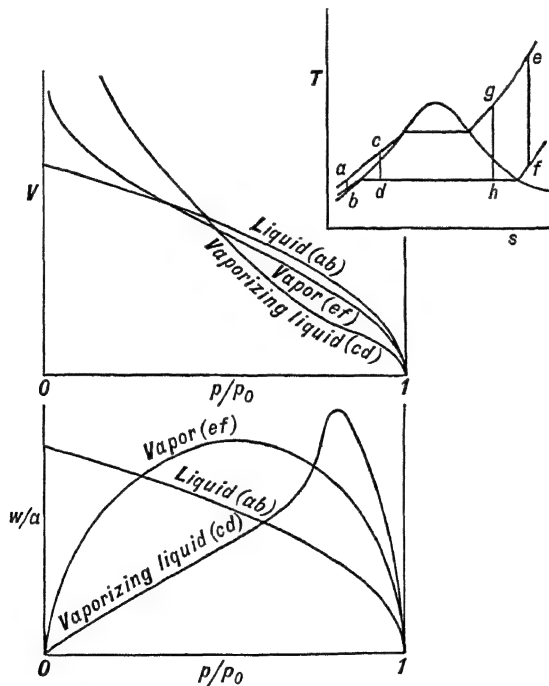 T
a
b
c
d
g
h
e
f
s
V
Liquid (ab)
Vapor (ef)
Vaporizing liquid (cd)
0
p/p₀
1
w/a
Vapor (ef)
Liquid (ab)
Vaporizing liquid (cd)
0
p/p₀
1